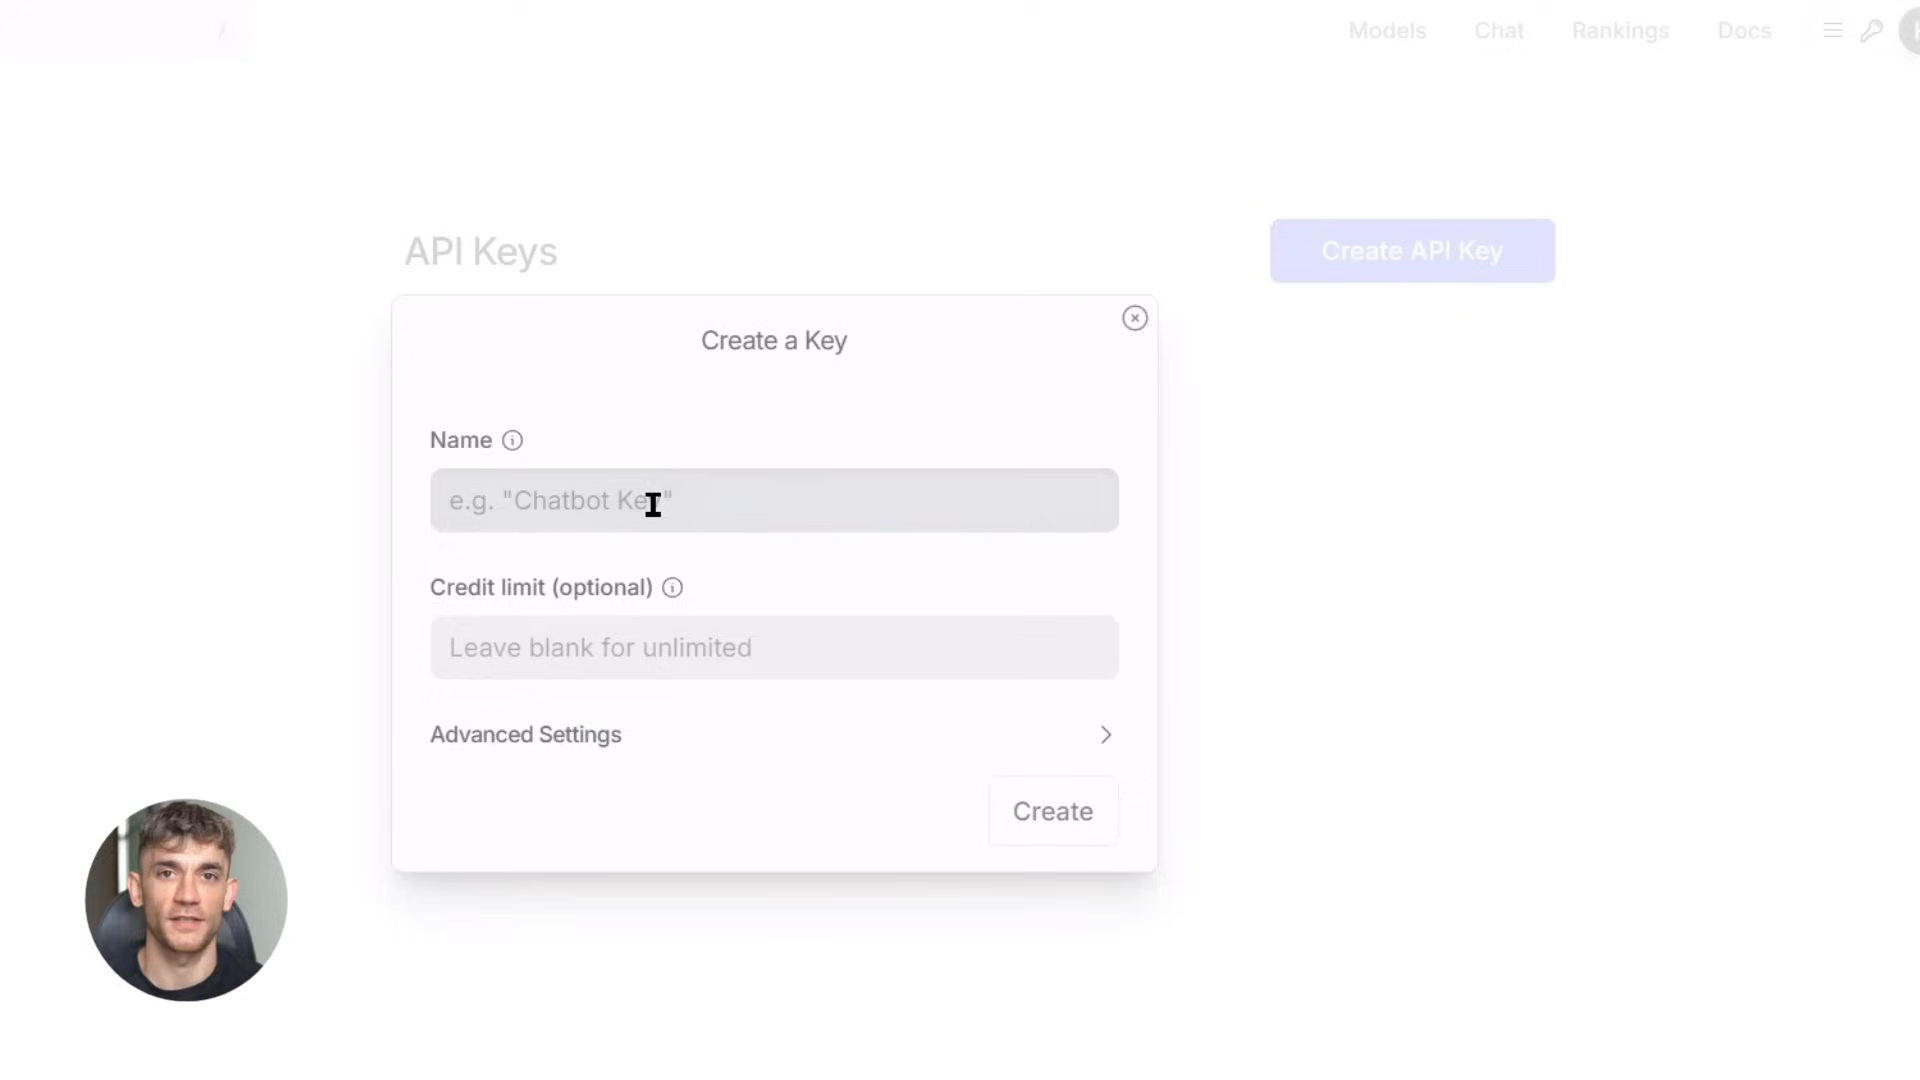 /
Models
Chat
Rankings
Docs
API Keys
Create API Key
Create a Key
Name
e.g. "Chatbot Key"
Credit limit (optional)
Leave blank for unlimited
Advanced Settings
Create